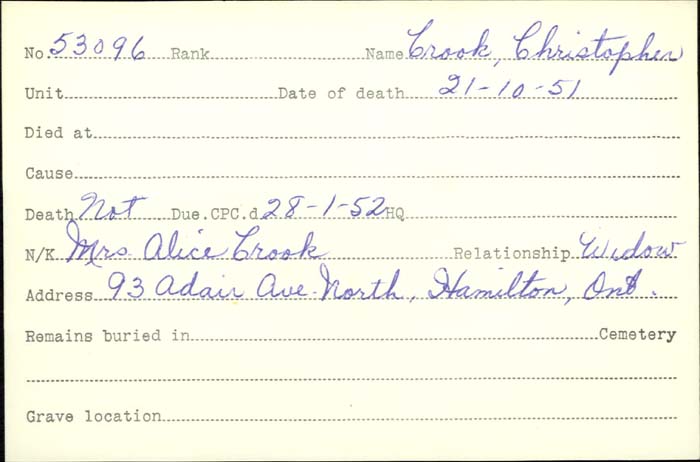 No. 53096 Rank Name Crook, Christopher
Unit Date of death 21-10-51
Died at
Cause
Death Not Due. CPC. d 28-1-52 HQ
N/K Mrs. Alice Crook Relationship Widow
Address 93 Adair Ave. North, Hamilton, Ont.
Remains buried in Cemetery
Grave location